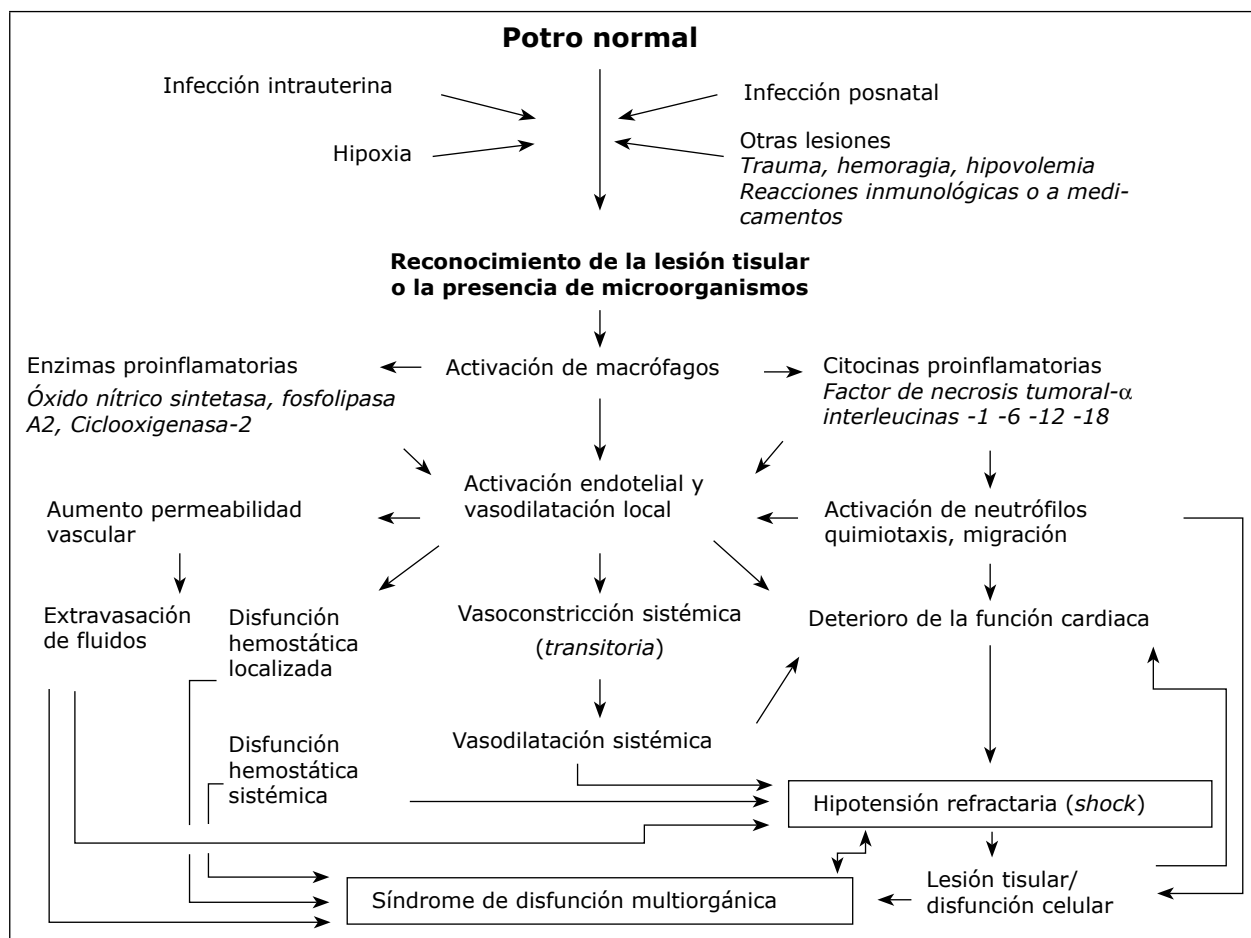 Potro normal
Infección intrauterina
Infección posnatal
Hipoxia
Otras lesiones
Trauma, hemoragia, hipovolemia
Reacciones inmunológicas o a medi-
camentos
Reconocimiento de la lesión tisular
o la presencia de microorganismos
Enzimas proinflamatorias
Óxido nítrico sintetasa, fosfolipasa
A2, Ciclooxigenasa-2
Activación de macrófagos
Citocinas proinflamatorias
Factor de necrosis tumoral-α
interleucinas -1 -6 -12 -18
Activación endotelial y
vasodilatación local
Aumento permeabilidad
vascular
Activación de neutrófilos
quimiotaxis, migración
Extravasación
de fluidos
Disfunción
hemostática
localizada
Vasoconstricción sistémica
(transitoria)
Deterioro de la función cardiaca
Disfunción
hemostática
sistémica
Vasodilatación sistémica
Hipotensión refractaria (shock)
Síndrome de disfunción multiorgánica
Lesión tisular/
disfunción celular